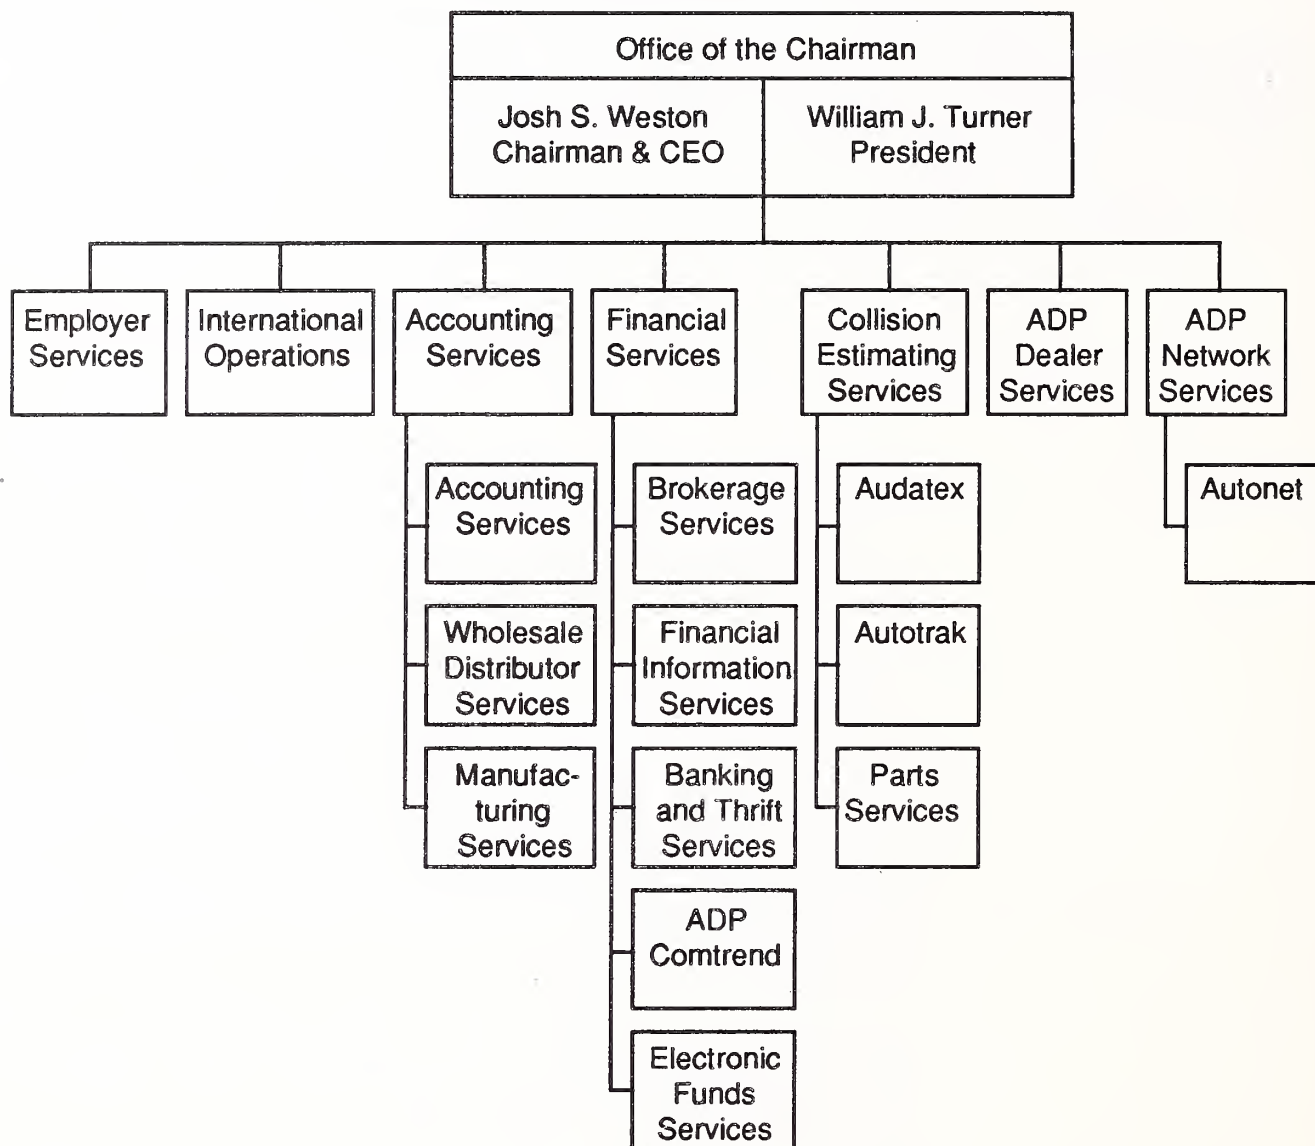 Office of the Chairman
Josh S. Weston
Chairman & CEO
William J. Turner
President
Employer
Services
International
Operations
Accounting
Services
Financial
Services
Collision
Estimating
Services
ADP
Dealer
Services
ADP
Network
Services
Accounting
Services
Wholesale
Distributor
Services
Manufac-
turing
Services
Brokerage
Services
Financial
Information
Services
Banking
and Thrift
Services
ADP
Comtrend
Electronic
Funds
Services
Audatex
Autotrak
Parts
Services
Autonet